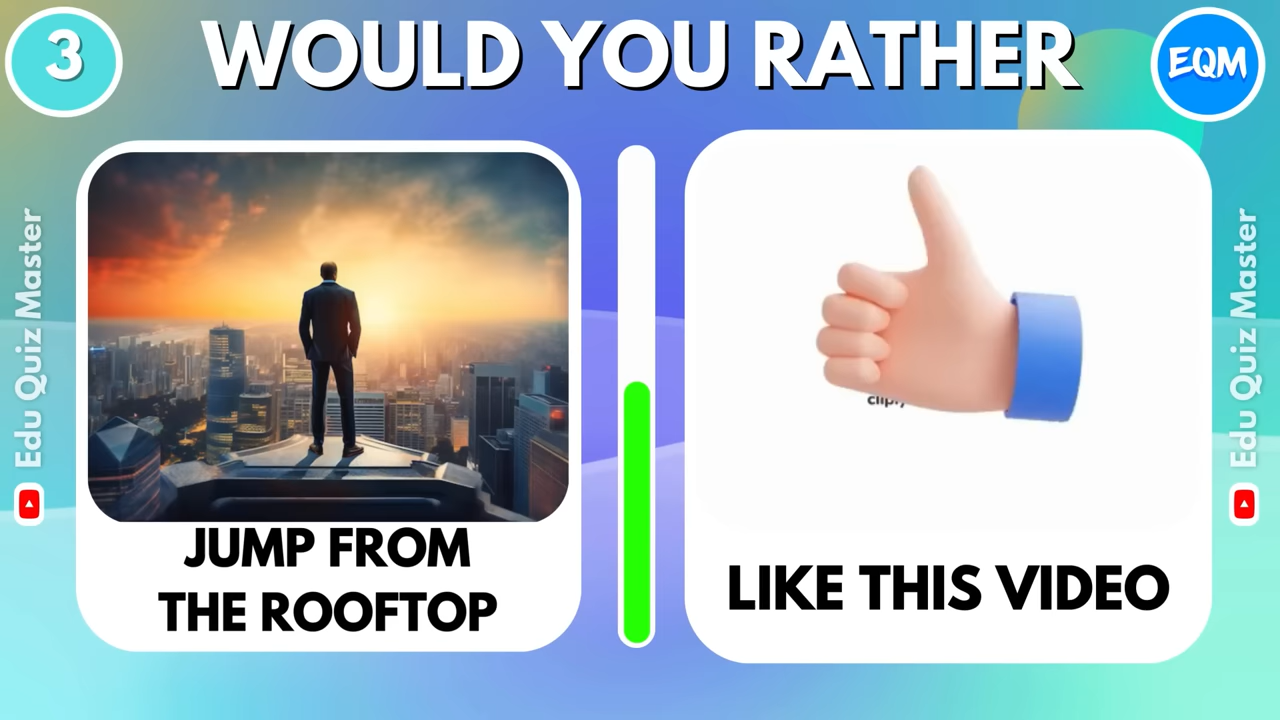 3
WOULD YOU RATHER
EQM
Edu Quiz Master
JUMP FROM
THE ROOFTOP
LIKE THIS VIDEO
Edu Quiz Master